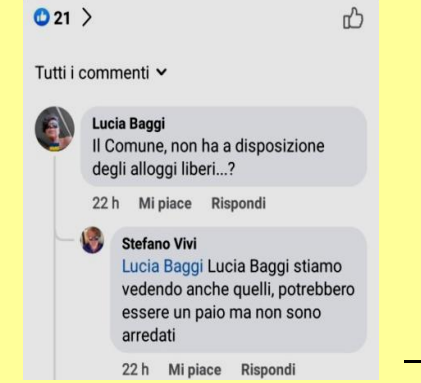 21
Tutti i commenti
Lucia Baggi
Il Comune, non ha a disposizione
degli alloggi liberi...?
22 h Mi piace Rispondi
Stefano Vivi
Lucia Baggi Lucia Baggi stiamo
vedendo anche quelli, potrebbero
essere un paio ma non sono
arredati
22 h Mi piace Rispondi